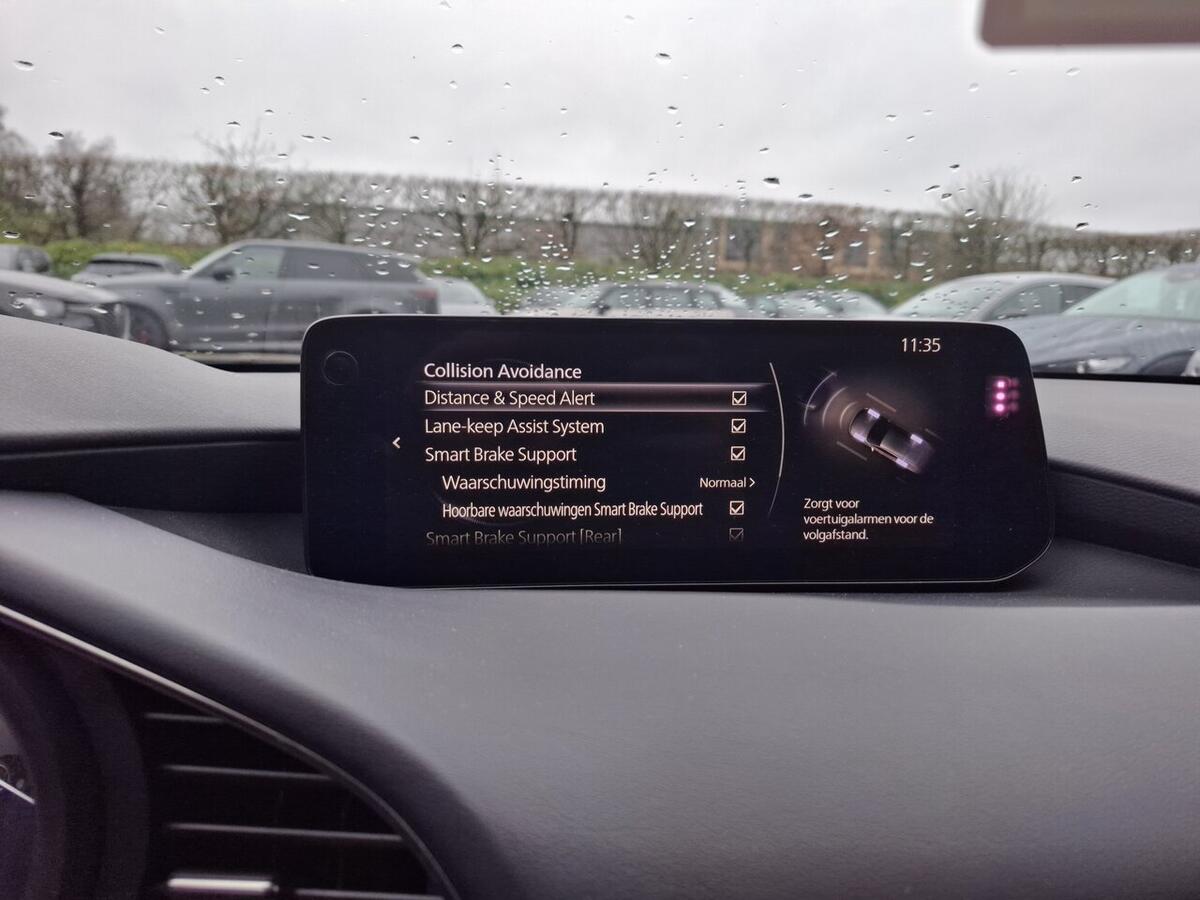 11:35
Collision Avoidance
Distance & Speed Alert
Lane-keep Assist System
Smart Brake Support
Waarschuwingstiming Normaal
Hoorbare waarschuwingen Smart Brake Support
Smart Brake Support [Rear]
Zorgt voor
voertuigalarmen voor de
volgafstand.